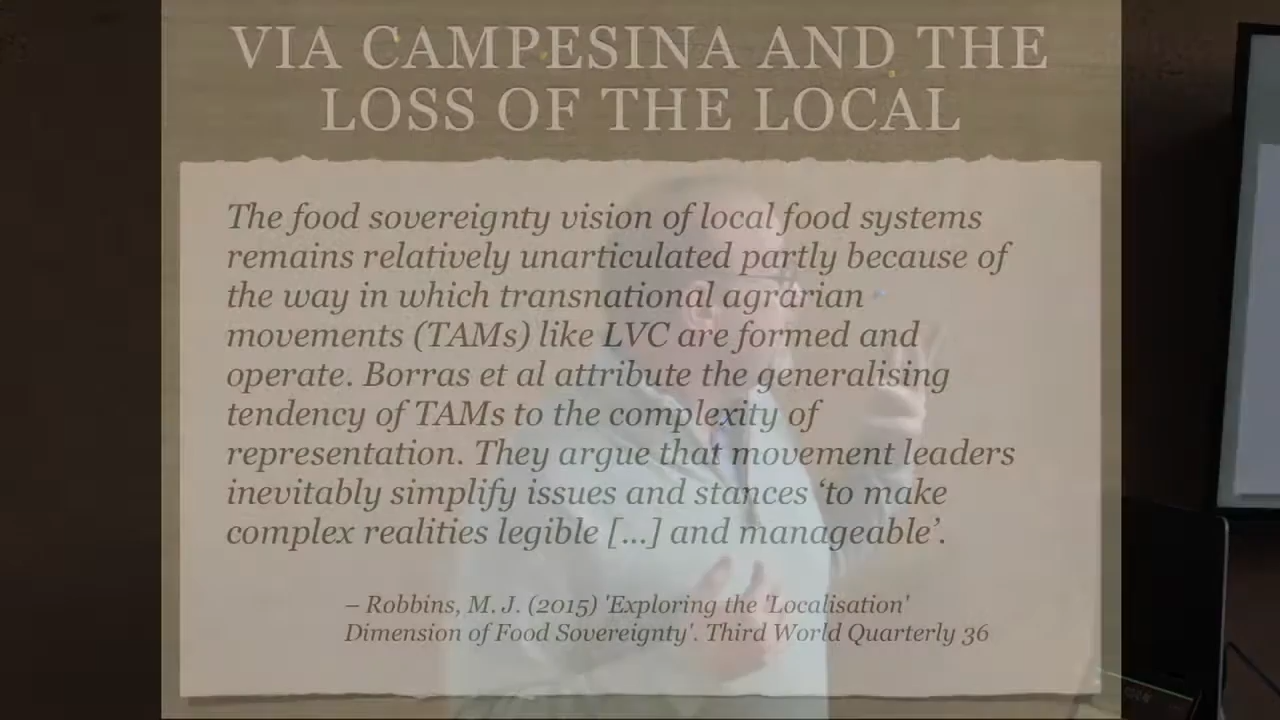 VIA CAMPESINA AND THE
LOSS OF THE LOCAL
The food sovereignty vision of local food systems
remains relatively unarticulated partly because of
the way in which transnational agrarian
movements (TAMs) like LVC are formed and
operate. Borras et al attribute the generalising
tendency of TAMs to the complexity of
representation. They argue that movement leaders
inevitably simplify issues and stances ‘to make
complex realities legible [...] and manageable’.
– Robbins, M. J. (2015) 'Exploring the 'Localisation'
Dimension of Food Sovereignty'. Third World Quarterly 36